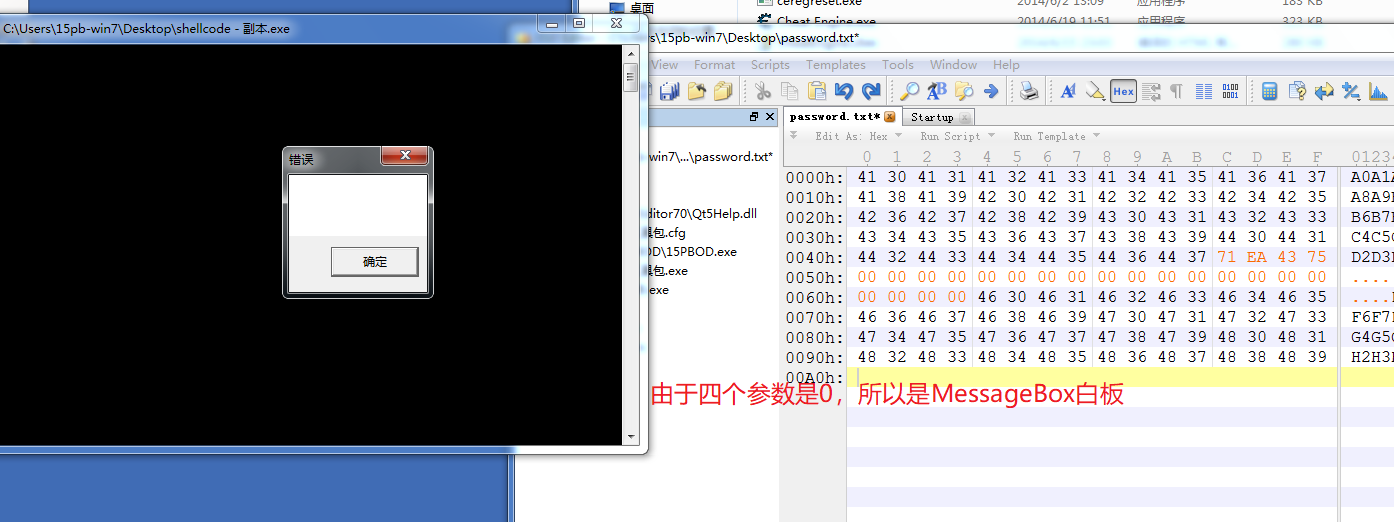 桌面
ceregreset.exe 2014/6/2 13:09 应用程序 183 KB
Cheat Engine.exe 2014/6/19 11:51 应用程序 323 KB
C:\Users\15pb-win7\Desktop\shellcode - 副本.exe
\15pb-win7\Desktop\password.txt*
View Format Scripts Templates Tools Window Help
Hex
password.txt* Startup
Edit As: Hex Run Script Run Template
win7\...\password.txt*
ditor70\Qt5Help.dll
包.cfg
OD\15PBOD.exe
包.exe
.exe
错误
确定
0 1 2 3 4 5 6 7 8 9 A B C D E F 01234
0000h: 41 30 41 31 41 32 41 33 41 34 41 35 41 36 41 37 A0A1A
0010h: 41 38 41 39 42 30 42 31 42 32 42 33 42 34 42 35 A8A9B
0020h: 42 36 42 37 42 38 42 39 43 30 43 31 43 32 43 33 B6B7B
0030h: 43 34 43 35 43 36 43 37 43 38 43 39 44 30 44 31 C4C5C
0040h: 44 32 44 33 44 34 44 35 44 36 44 37 71 EA 43 75 D2D3D
0050h: 00 00 00 00 00 00 00 00 00 00 00 00 00 00 00 00 .....
0060h: 00 00 00 00 46 30 46 31 46 32 46 33 46 34 46 35 ....F
0070h: 46 36 46 37 46 38 46 39 47 30 47 31 47 32 47 33 F6F7F
0080h: 47 34 47 35 47 36 47 37 47 38 47 39 48 30 48 31 G4G5G
0090h: 48 32 48 33 48 34 48 35 48 36 48 37 48 38 48 39 H2H3H
00A0h:
由于四个参数是0，所以是MessageBox白板